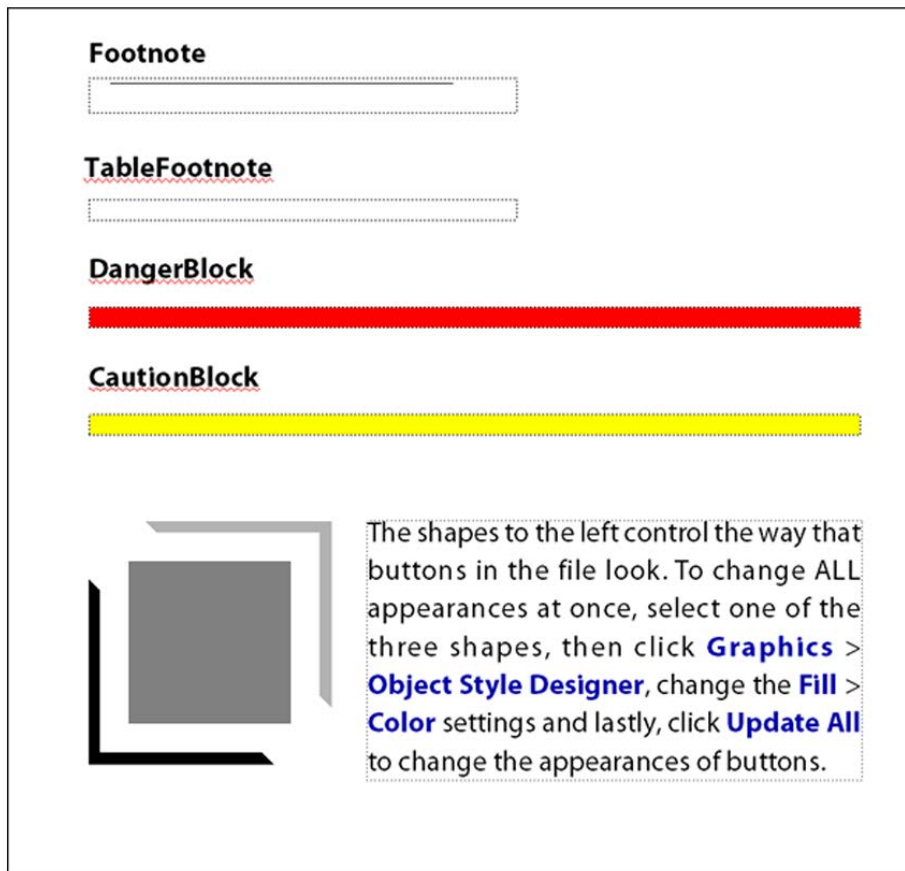 Footnote
TableFootnote
DangerBlock
CautionBlock
The shapes to the left control the way that
buttons in the file look. To change ALL
appearances at once, select one of the
three shapes, then click Graphics >
Object Style Designer, change the Fill >
Color settings and lastly, click Update All
to change the appearances of buttons.